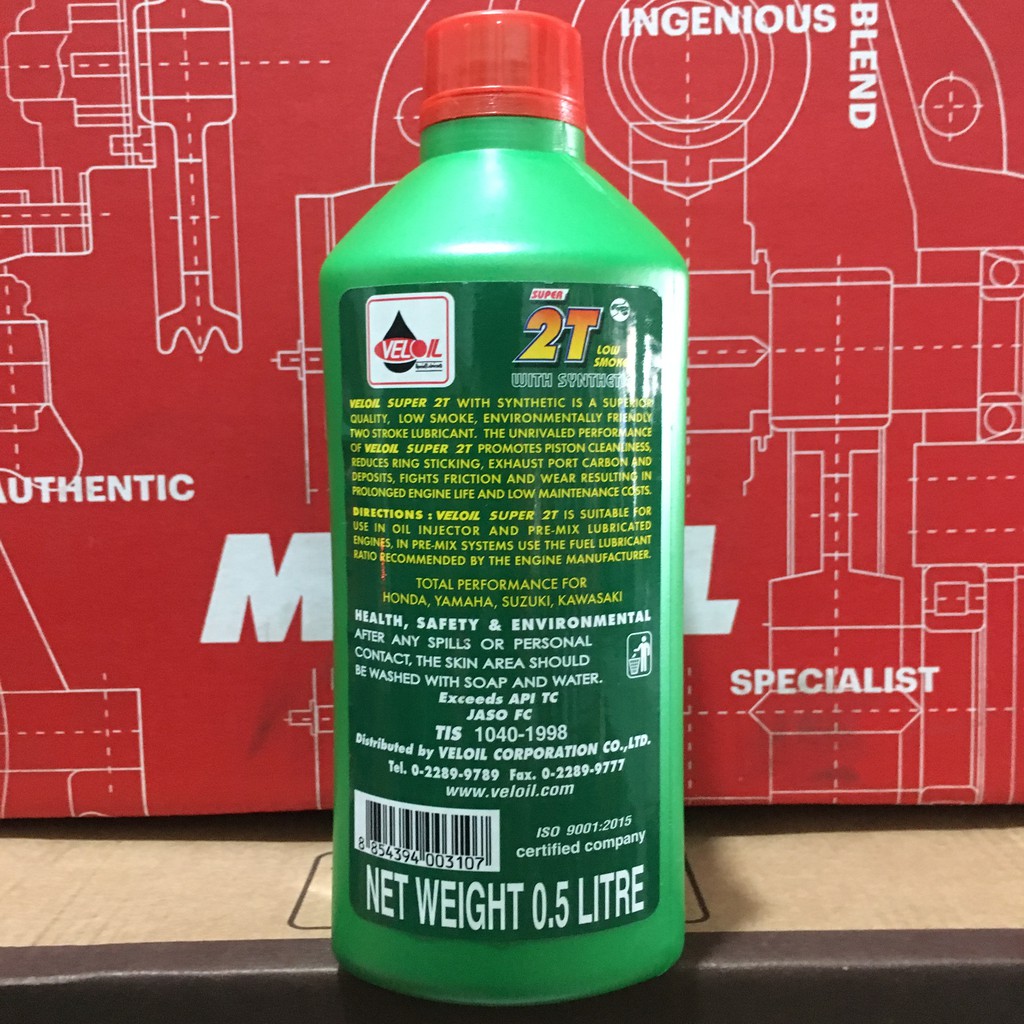 INGENIOUS
BLEND
AUTHENTIC
SPECIALIST
VELOIL
SUPER
2T
LOW
SMOKE
WITH SYNTHETIC
VELOIL SUPER 2T WITH SYNTHETIC IS A SUPERIOR
QUALITY, LOW SMOKE, ENVIRONMENTALLY FRIENDLY
TWO STROKE LUBRICANT. THE UNRIVALED PERFORMANCE
OF VELOIL SUPER 2T PROMOTES PISTON CLEANLINESS,
REDUCES RING STICKING, EXHAUST PORT CARBON AND
DEPOSITS, FIGHTS FRICTION AND WEAR RESULTING IN
PROLONGED ENGINE LIFE AND LOW MAINTENANCE COSTS.
DIRECTIONS : VELOIL SUPER 2T IS SUITABLE FOR
USE IN OIL INJECTOR AND PRE-MIX LUBRICATED
ENGINES, IN PRE-MIX SYSTEMS USE THE FUEL LUBRICANT
RATIO RECOMMENDED BY THE ENGINE MANUFACTURER.
TOTAL PERFORMANCE FOR
HONDA, YAMAHA, SUZUKI, KAWASAKI
HEALTH, SAFETY & ENVIRONMENTAL
AFTER ANY SPILLS OR PERSONAL
CONTACT, THE SKIN AREA SHOULD
BE WASHED WITH SOAP AND WATER.
Exceeds API TC
JASO FC
TIS 1040-1998
Distributed by VELOIL CORPORATION CO.,LTD.
Tel. 0-2289-9789 Fax. 0-2289-9777
www.veloil.com
8 854394 003107
ISO 9001:2015
certified company
NET WEIGHT 0.5 LITRE